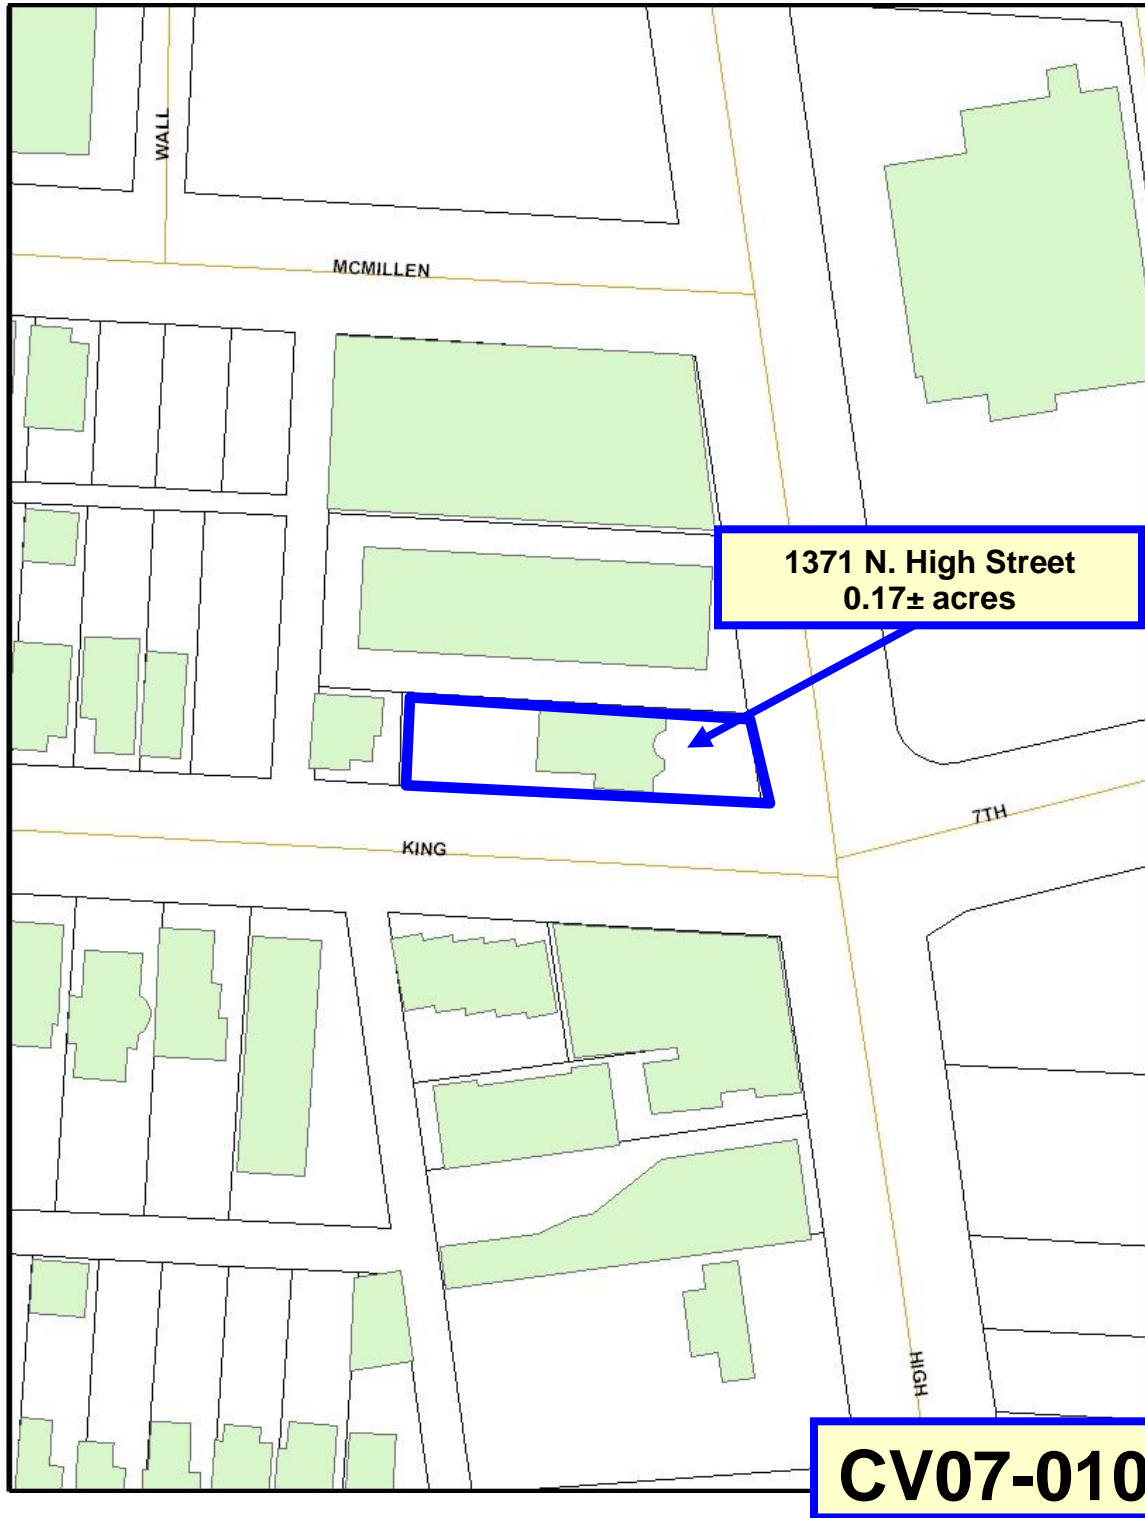 WALL
MCMILLEN
1371 N. High Street
0.17± acres
7TH
KING
HIGH
CV07-010